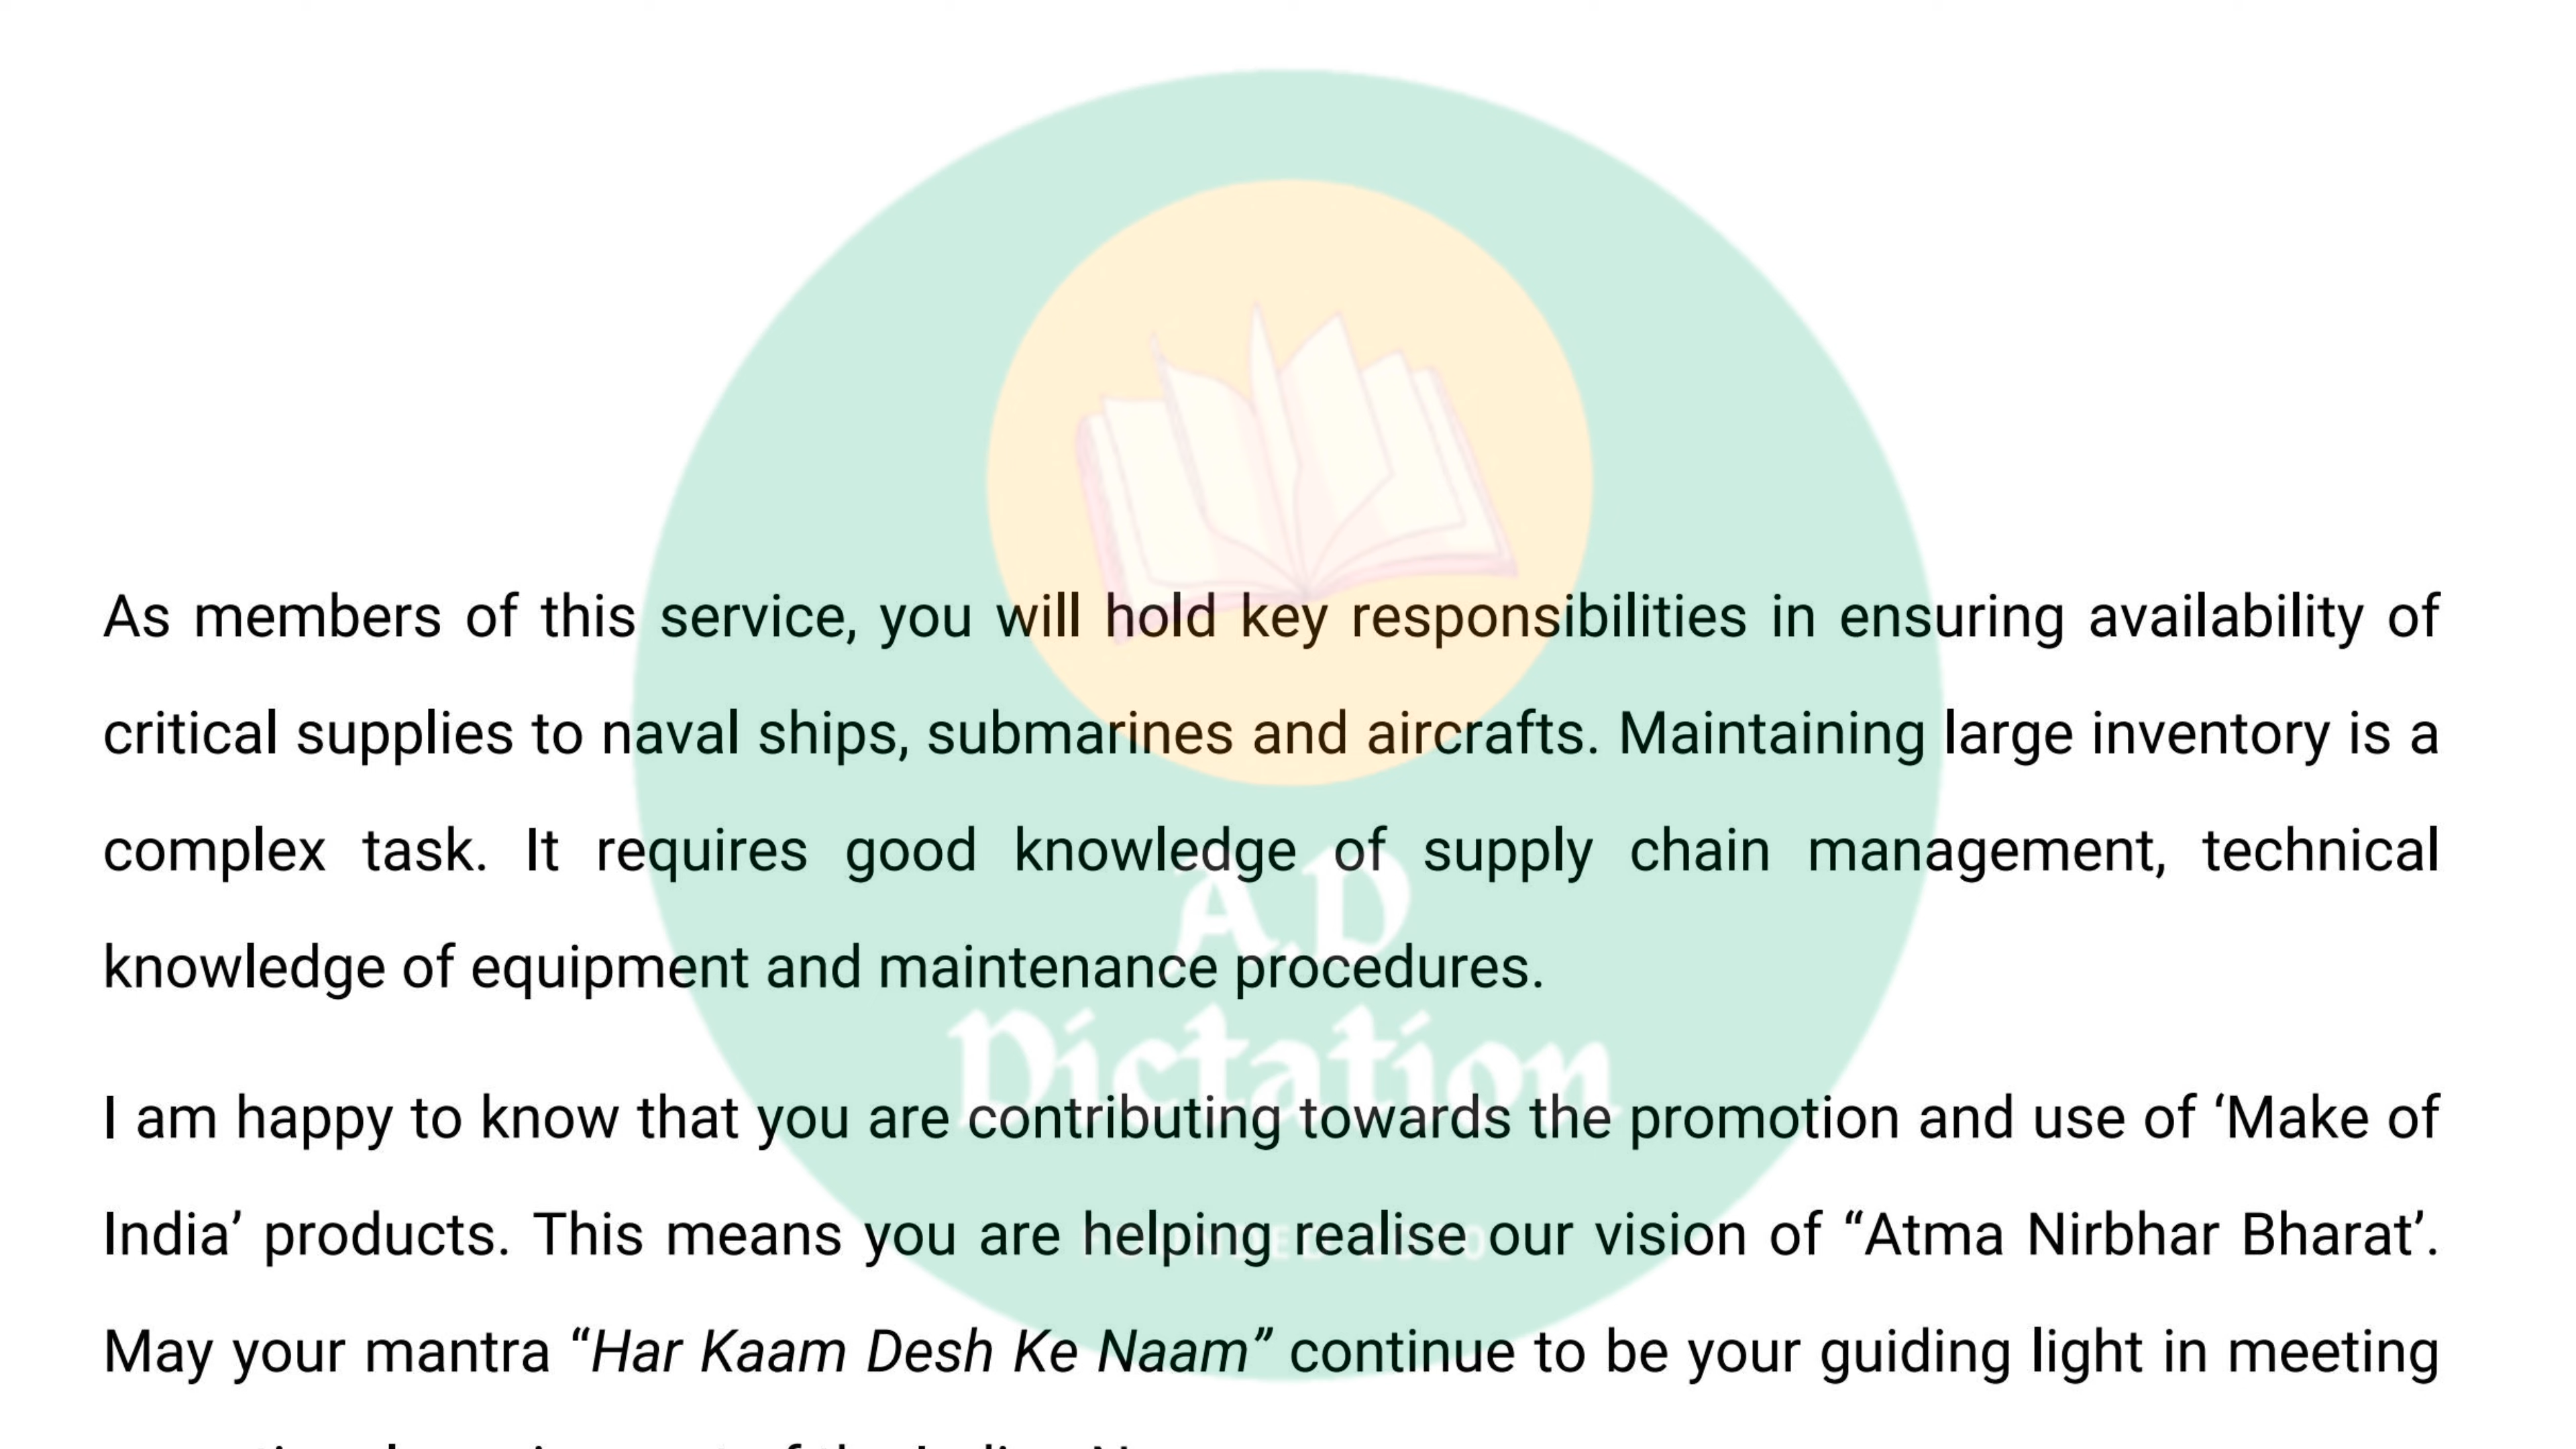 As members of this service, you will hold key responsibilities in ensuring availability of
critical supplies to naval ships, submarines and aircrafts. Maintaining large inventory is a
complex task. It requires good knowledge of supply chain management, technical
knowledge of equipment and maintenance procedures.
A.D
Dictation
I am happy to know that you are contributing towards the promotion and use of ‘Make of
India’ products. This means you are helping realise our vision of “Atma Nirbhar Bharat’.
May your mantra “Har Kaam Desh Ke Naam” continue to be your guiding light in meeting